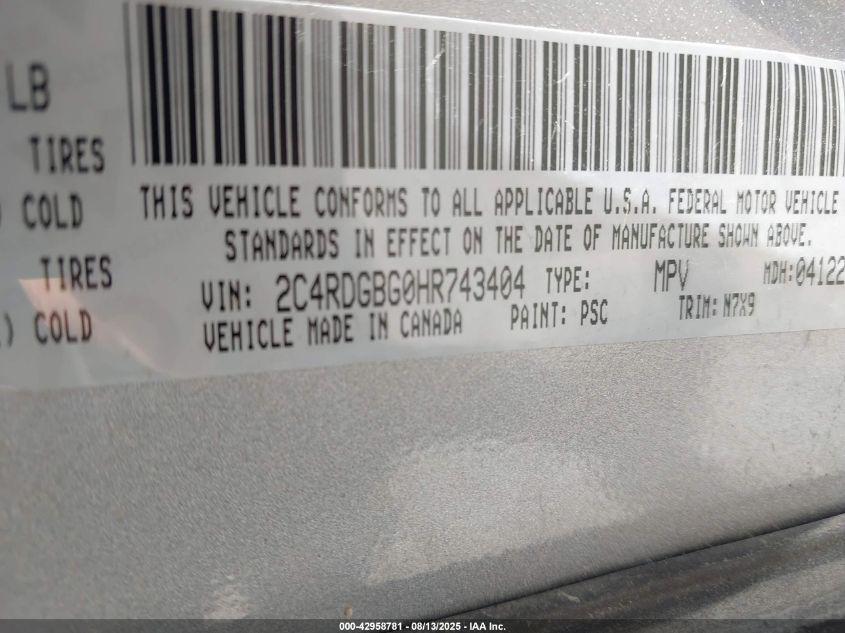 LB
TIRES
COLD
TIRES
) COLD
THIS VEHICLE CONFORMS TO ALL APPLICABLE U.S.A. FEDERAL MOTOR VEHICLE
STANDARDS IN EFFECT ON THE DATE OF MANUFACTURE SHOWN ABOVE.
VIN: 2C4RDGBG0HR743404 TYPE: MPV MDH:04122
VEHICLE MADE IN CANADA PAINT: PSC TRIM: N7X9
000-42958781 - 08/13/2025 - IAA Inc.